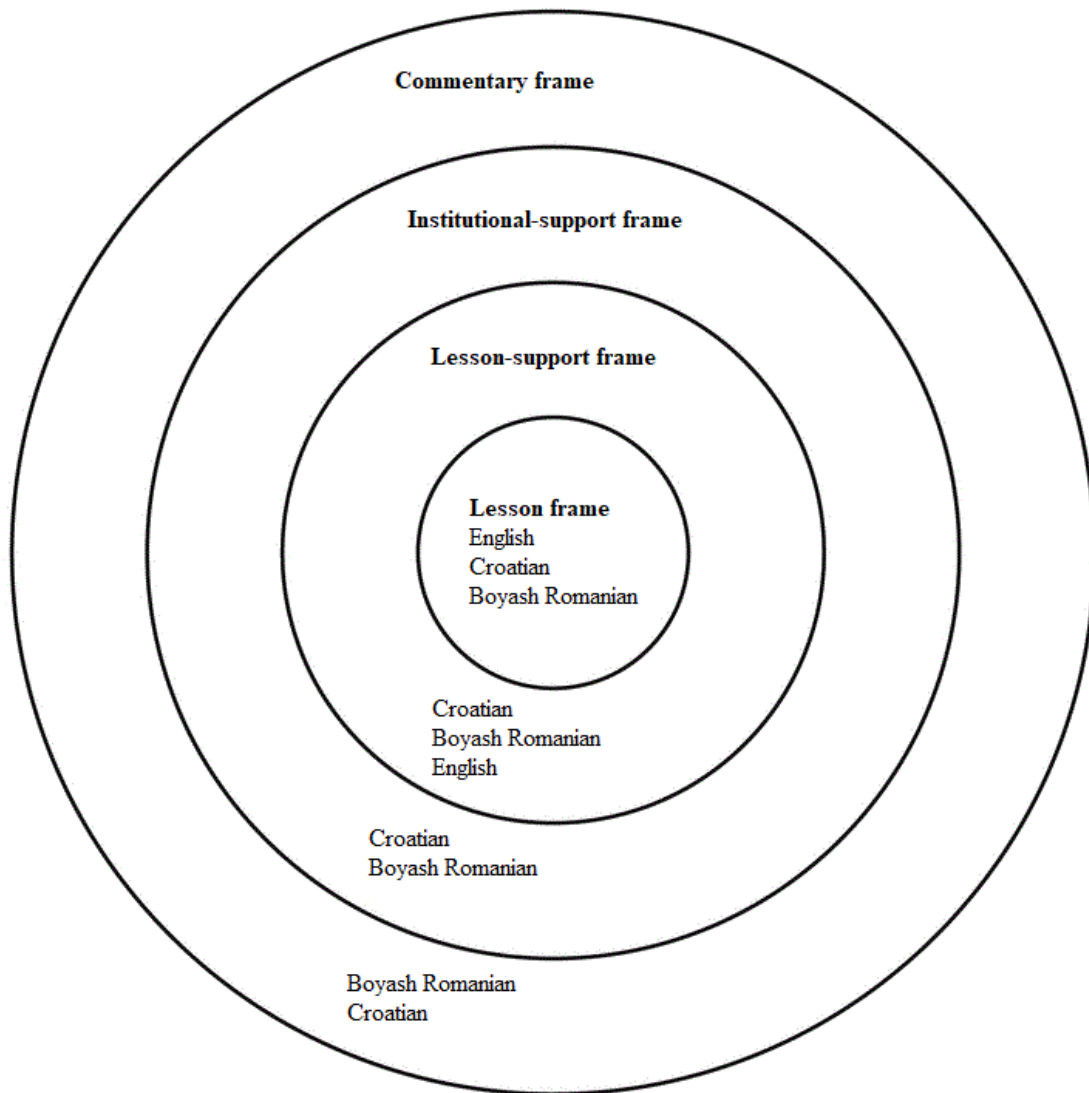 Commentary frame
Institutional-support frame
Lesson-support frame
Lesson frame
English
Croatian
Boyash Romanian
Croatian
Boyash Romanian
English
Croatian
Boyash Romanian
Boyash Romanian
Croatian